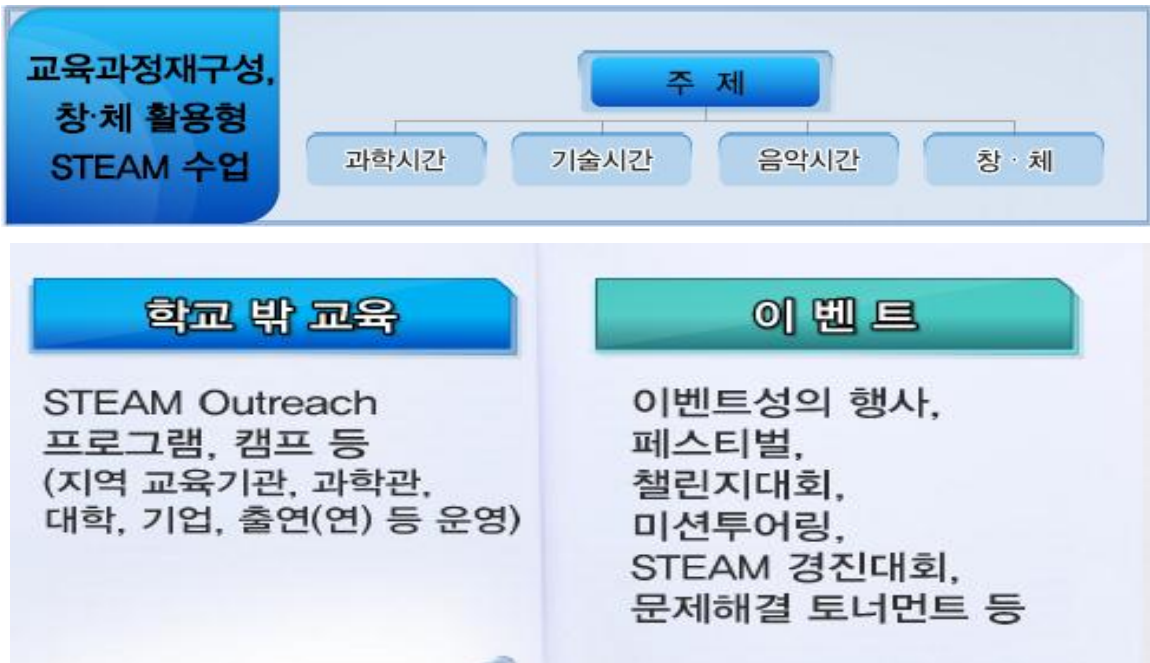 교육과정재구성,
창·체 활용형
STEAM 수업
주 제
과학시간
기술시간
음악시간
창 · 체
학교 밖 교육
STEAM Outreach
프로그램, 캠프 등
(지역 교육기관, 과학관,
대학, 기업, 출연(연) 등 운영)
이 벤 트
이벤트성의 행사,
페스티벌,
챌린지대회,
미션투어링,
STEAM 경진대회,
문제해결 토너먼트 등